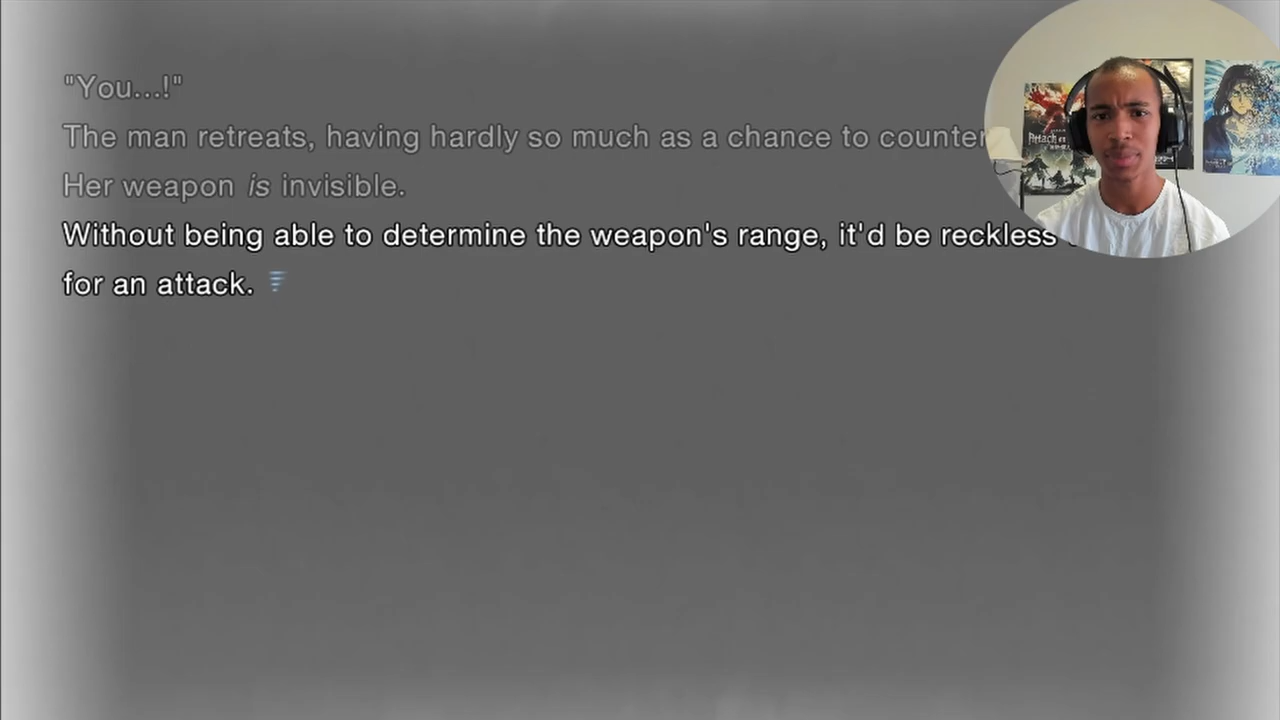 "You...!"
The man retreats, having hardly so much as a chance to counter
Her weapon is invisible.
Without being able to determine the weapon's range, it'd be reckless
for an attack.
Attack